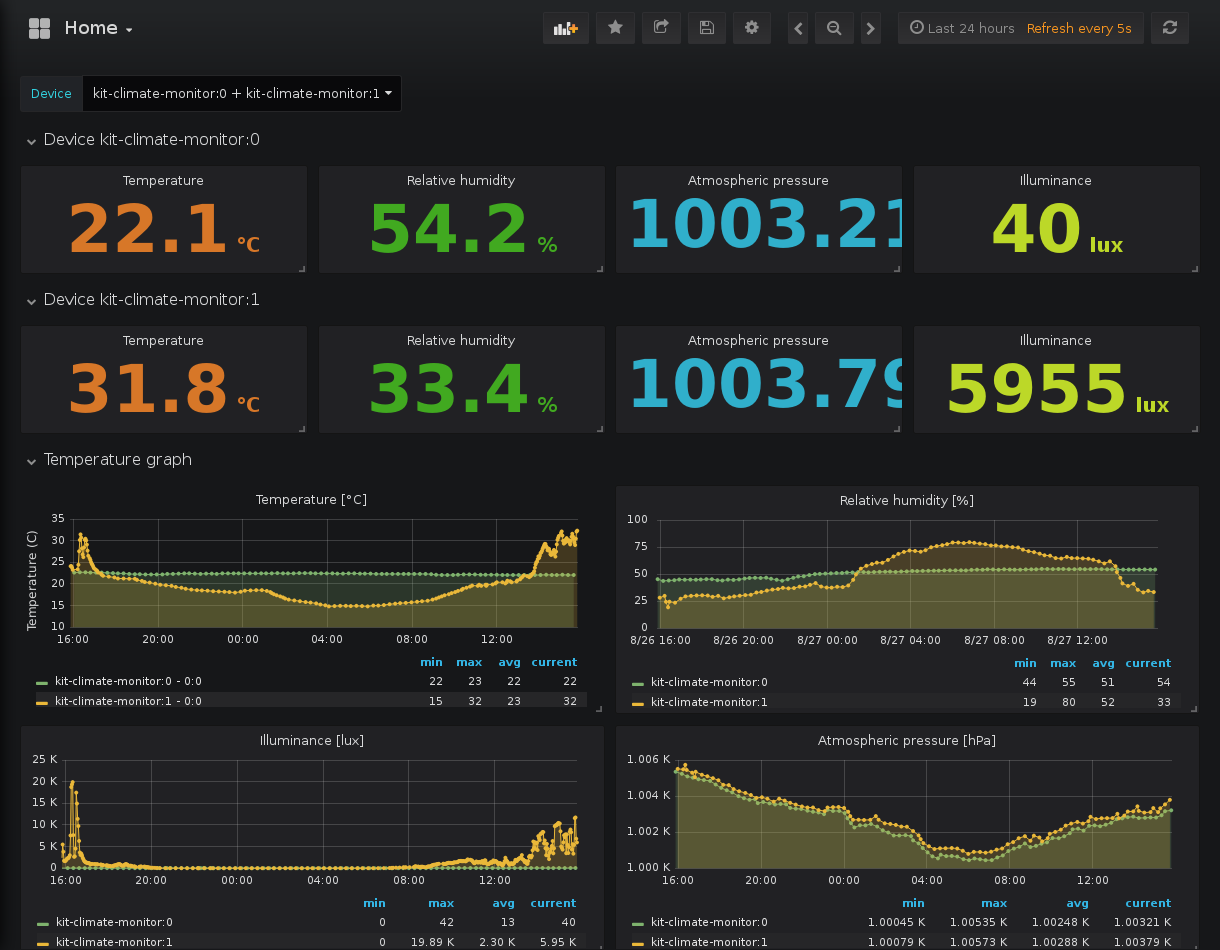 Home
Last 24 hours Refresh every 5s
Device kit-climate-monitor:0 + kit-climate-monitor:1
Device kit-climate-monitor:0
Temperature Relative humidity Atmospheric pressure Illuminance
22.1 °C 54.2 % 1003.21 40 lux
Device kit-climate-monitor:1
Temperature Relative humidity Atmospheric pressure Illuminance
31.8 °C 33.4 % 1003.79 5955 lux
Temperature graph
Temperature [°C]
Temperature (C)
35
30
25
20
15
10
16:00 20:00 00:00 04:00 08:00 12:00
min max avg current
kit-climate-monitor:0 - 0:0 22 23 22 22
kit-climate-monitor:1 - 0:0 15 32 23 32
Relative humidity [%]
100
75
50
25
0
8/26 16:00 8/26 20:00 8/27 00:00 8/27 04:00 8/27 08:00 8/27 12:00
min max avg current
kit-climate-monitor:0 44 55 51 54
kit-climate-monitor:1 19 80 52 33
Illuminance [lux]
25 K
20 K
15 K
10 K
5 K
0
16:00 20:00 00:00 04:00 08:00 12:00
min max avg current
kit-climate-monitor:0 0 42 13 40
kit-climate-monitor:1 0 19.89 K 2.30 K 5.95 K
Atmospheric pressure [hPa]
1.006 K
1.004 K
1.002 K
1.000 K
16:00 20:00 00:00 04:00 08:00 12:00
min max avg current
kit-climate-monitor:0 1.00045 K 1.00535 K 1.00248 K 1.00321 K
kit-climate-monitor:1 1.00079 K 1.00573 K 1.00288 K 1.00379 K